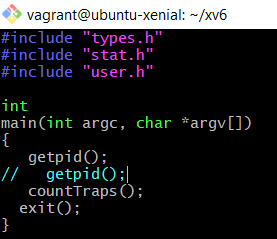 vagrant@ubuntu-xenial: ~/xv6
#include "types.h"
#include "stat.h"
#include "user.h"

int
main(int argc, char *argv[])
{
   getpid();
//   getpid();
   countTraps();
  exit();
}